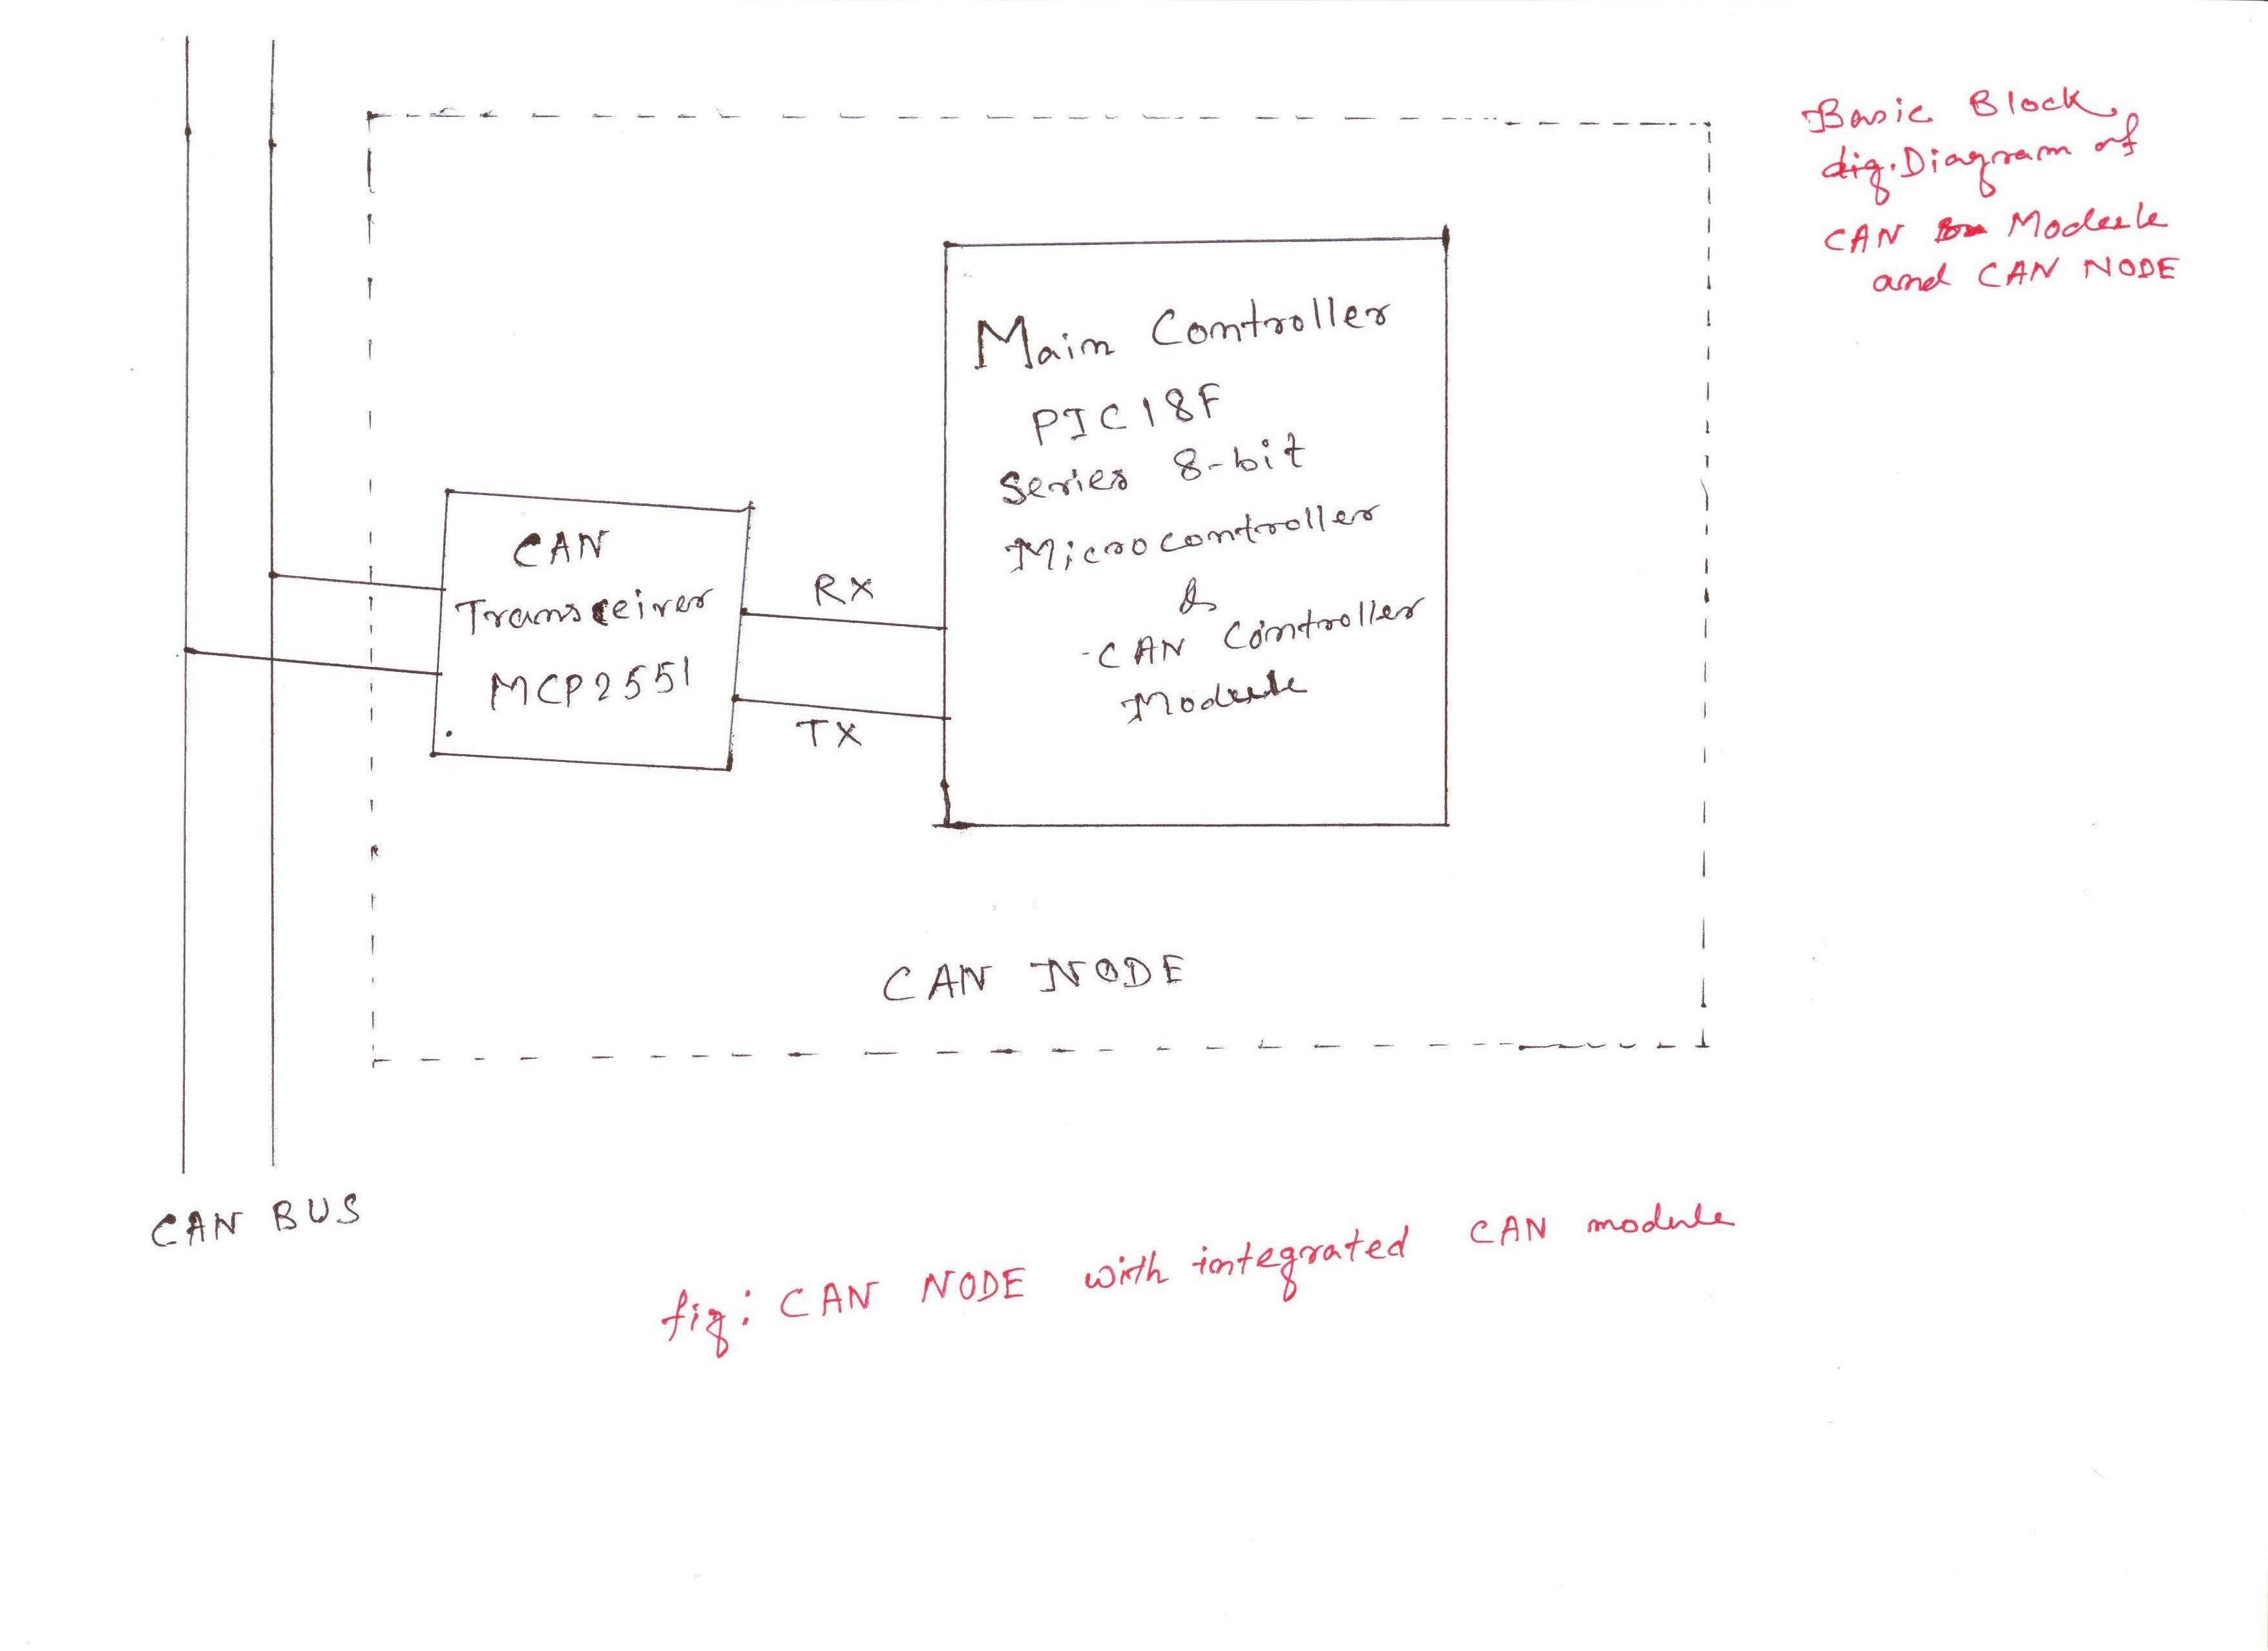 Basic Block
dig. Diagram of
CAN Module
and CAN NODE
Main Controller
PIC18F
Series 8-bit
Microcontroller
&
CAN Controller
Module
CAN
Transceiver
MCP2551
RX
TX
CAN NODE
CAN BUS
fig: CAN NODE with integrated CAN module